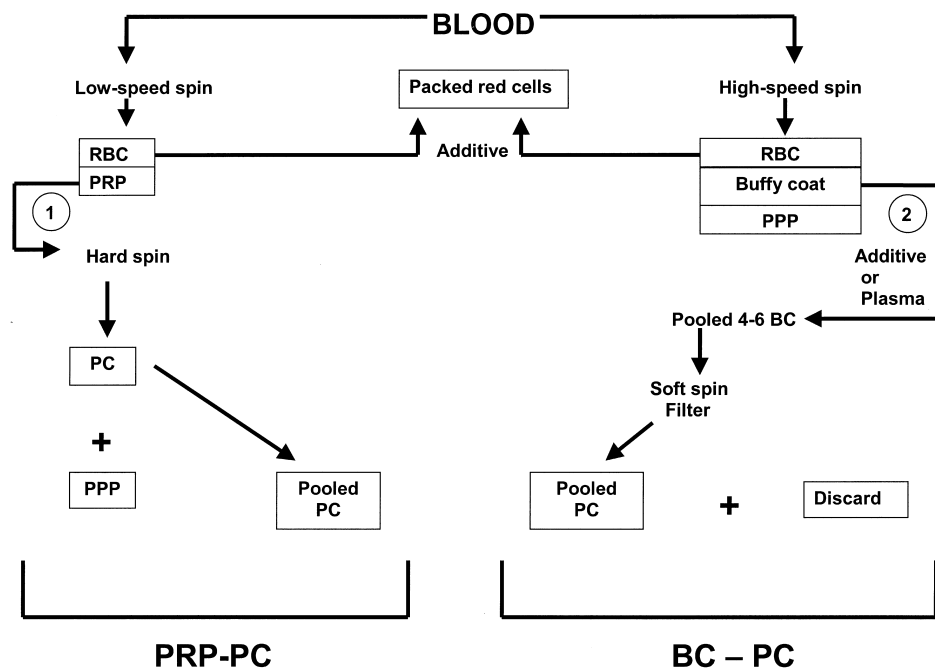 BLOOD
Low-speed spin
Packed red cells
High-speed spin
RBC
Additive
RBC
PRP
Buffy coat
1
2
PPP
Hard spin
Additive
or
Plasma
Pooled 4-6 BC
PC
Soft spin
Filter
+
PPP
Pooled
PC
Pooled
PC
+
Discard
PRP-PC
BC – PC